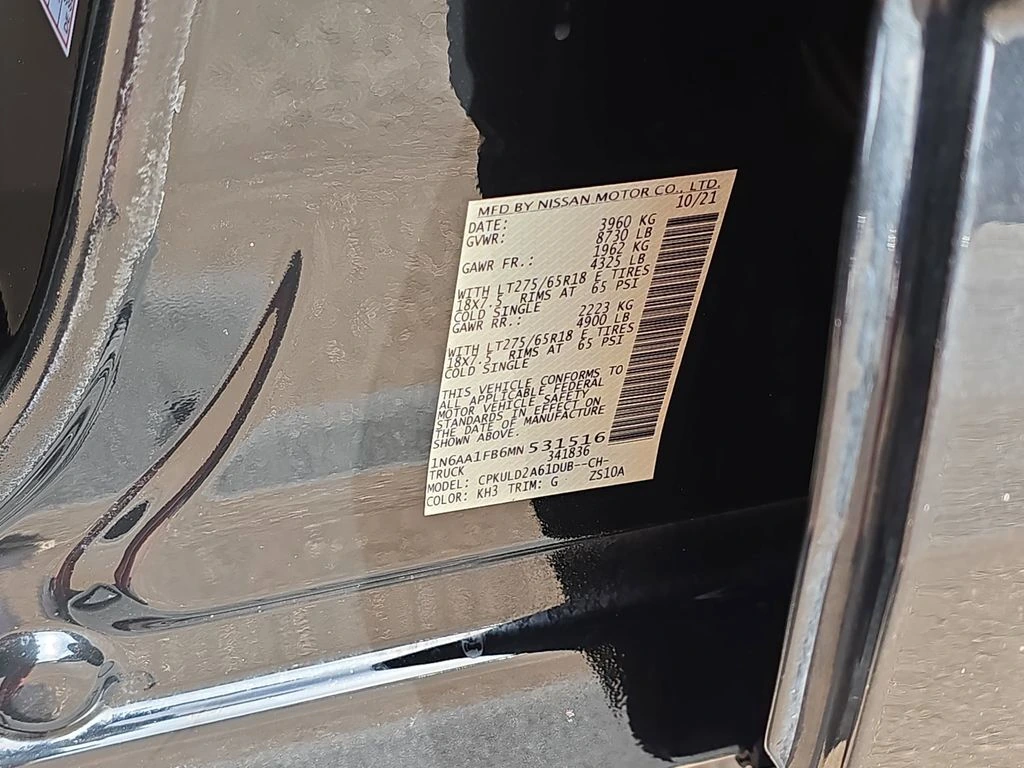 MFD BY NISSAN MOTOR CO., LTD.
DATE: 10/21
GVWR: 3960 KG
8730 LB
GAWR FR.: 1962 KG
4325 LB
WITH LT275/65R18 E TIRES
18X7.5 RIMS AT 65 PSI
COLD SINGLE
GAWR RR.: 2223 KG
4900 LB
WITH LT275/65R18 E TIRES
18X7.5 RIMS AT 65 PSI
COLD SINGLE
THIS VEHICLE CONFORMS TO
ALL APPLICABLE FEDERAL
MOTOR VEHICLE SAFETY
STANDARDS IN EFFECT ON
THE DATE OF MANUFACTURE
SHOWN ABOVE.
1N6AA1FB6MN531516
TRUCK 341836
MODEL: CPKULD2A61DUB--CH-
COLOR: KH3 TRIM: G ZS10A